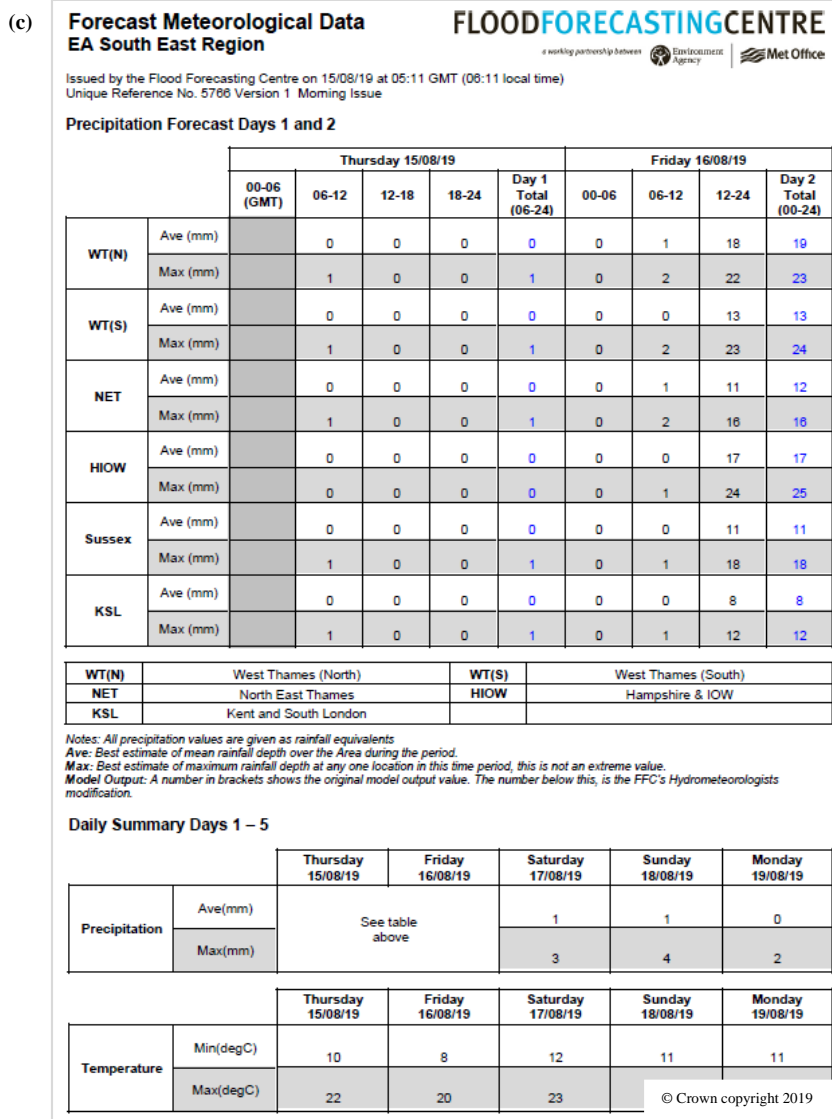 (c)
Forecast Meteorological Data
EA South East Region
FLOODFORECASTINGCENTRE
a working partnership between Environment Agency Met Office
Issued by the Flood Forecasting Centre on 15/08/19 at 05:11 GMT (06:11 local time)
Unique Reference No. 5766 Version 1 Morning Issue
Precipitation Forecast Days 1 and 2
Thursday 15/08/19 Friday 16/08/19
00-06 (GMT) 06-12 12-18 18-24 Day 1 Total (06-24) 00-06 06-12 12-24 Day 2 Total (00-24)
WT(N) Ave (mm) 0 0 0 0 0 1 18 19
Max (mm) 1 0 0 1 0 2 22 23
WT(S) Ave (mm) 0 0 0 0 0 0 13 13
Max (mm) 1 0 0 1 0 2 23 24
NET Ave (mm) 0 0 0 0 0 1 11 12
Max (mm) 1 0 0 1 0 2 16 16
HIOW Ave (mm) 0 0 0 0 0 0 17 17
Max (mm) 0 0 0 0 0 1 24 25
Sussex Ave (mm) 0 0 0 0 0 0 11 11
Max (mm) 1 0 0 1 0 1 18 18
KSL Ave (mm) 0 0 0 0 0 0 8 8
Max (mm) 1 0 0 1 0 1 12 12
WT(N) West Thames (North) WT(S) West Thames (South)
NET North East Thames HIOW Hampshire & IOW
KSL Kent and South London
Notes: All precipitation values are given as rainfall equivalents
Ave: Best estimate of mean rainfall depth over the Area during the period.
Max: Best estimate of maximum rainfall depth at any one location in this time period, this is not an extreme value.
Model Output: A number in brackets shows the original model output value. The number below this, is the FFC's Hydrometeorologists
modification.
Daily Summary Days 1 – 5
Thursday 15/08/19 Friday 16/08/19 Saturday 17/08/19 Sunday 18/08/19 Monday 19/08/19
Precipitation Ave(mm) See table above 1 1 0
Max(mm) 3 4 2
Thursday 15/08/19 Friday 16/08/19 Saturday 17/08/19 Sunday 18/08/19 Monday 19/08/19
Temperature Min(degC) 10 8 12 11 11
Max(degC) 22 20 23
© Crown copyright 2019